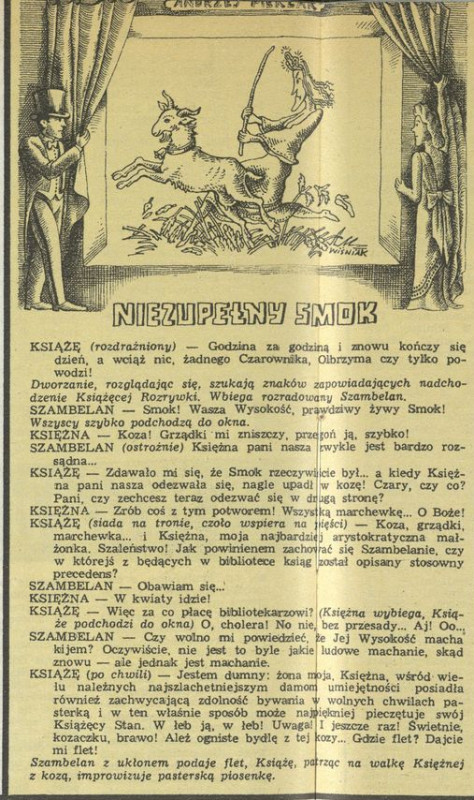 ANDRZEJ
WIŚNIAK
NIEZUPEŁNY SMOK
KSIĄŻĘ (rozdrażniony) — Godzina za godziną i znowu kończy się
dzień, a wciąż nic, żadnego Czarownika, Olbrzyma czy tylko po-
wodzi!
Dworzanie, rozglądając się, szukają znaków zapowiadających nadcho-
dzenie Książęcej Rozrywki. Wbiega rozradowany Szambelan.
SZAMBELAN — Smok! Wasza Wysokość, prawdziwy żywy Smok!
Wszyscy szybko podchodzą do okna.
KSIĘŻNA — Koza! Grządki mi zniszczy, przegoń ją, szybko!
SZAMBELAN (ostrożnie) Księżna pani nasza zwykle jest bardzo roz-
sądna...
KSIĄŻĘ — Zdawało mi się, że Smok rzeczywiście był... a kiedy Księż-
na pani nasza odezwała się, nagle upadł w kozę! Czary, czy co?
Pani, czy zechcesz teraz odezwać się w drugą stronę?
KSIĘŻNA — Zrób coś z tym potworem! Wszystką marchewkę... O Boże!
KSIĄŻĘ (siada na tronie, czoło wspiera na pięści) — Koza, grządki,
marchewka... i Księżna, moja najbardziej arystokratyczna mał-
żonka. Szaleństwo! Jak powinienem zachować się Szambelanie, czy
w którejś z będących w bibliotece ksiąg został opisany stosowny
precedens?
SZAMBELAN — Obawiam się...
KSIĘŻNA — W kwiaty idzie!
KSIĄŻĘ — Więc za co płacę bibliotekarzowi? (Księżna wybiega, Ksią-
że podchodzi do okna) O, cholera! No nie, bez przesady... Aj! Oo...
SZAMBELAN — Czy wolno mi powiedzieć, że Jej Wysokość macha
kijem? Oczywiście, nie jest to byle jakie ludowe machanie, skąd
znowu — ale jednak jest machanie.
KSIĄŻĘ (po chwili) — Jestem dumny: żona moja, Księżna, wśród wie-
lu należnych najszlachetniejszym damom umiejętności posiadła
również zachwycającą zdolność bywania w wolnych chwilach pa-
sterką i w ten właśnie sposób może najpiękniej pieczętuje swój
Książęcy Stan. W łeb ją, w łeb! Uwaga! I jeszcze raz! Świetnie,
kozaczku, brawo! Ależ ogniste bydlę z tej kozy... Gdzie flet? Dajcie
mi flet!
Szambelan z ukłonem podaje flet, Książę, patrząc na walkę Księżnej
z kozą, improwizuje pasterską piosenkę.